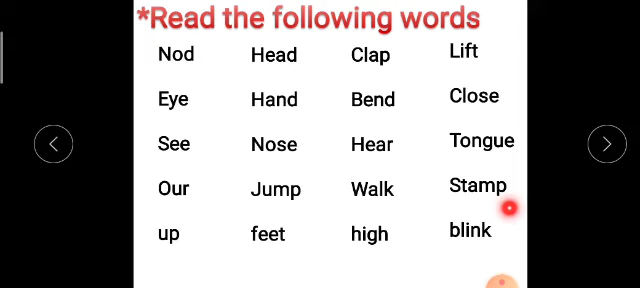 *Read the following words
Nod Head Clap Lift
Eye Hand Bend Close
See Nose Hear Tongue
Our Jump Walk Stamp
up feet high blink